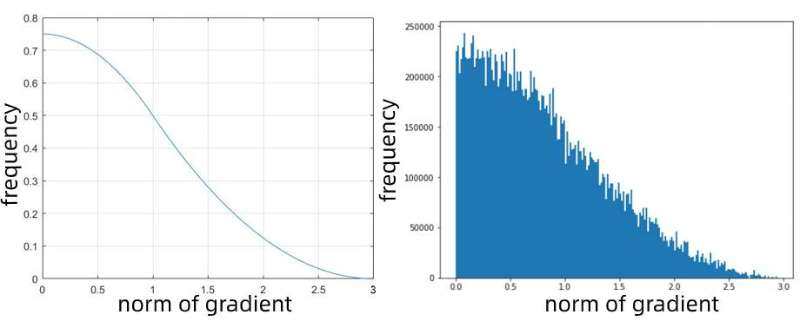 0.8
0.7
0.6
0.5
0.4
0.3
0.2
0.1
0
0 0.5 1 1.5 2 2.5 3
frequency
norm of gradient
250000
200000
150000
100000
50000
0
0.0 0.5 1.0 1.5 2.0 2.5 3.0
frequency
norm of gradient